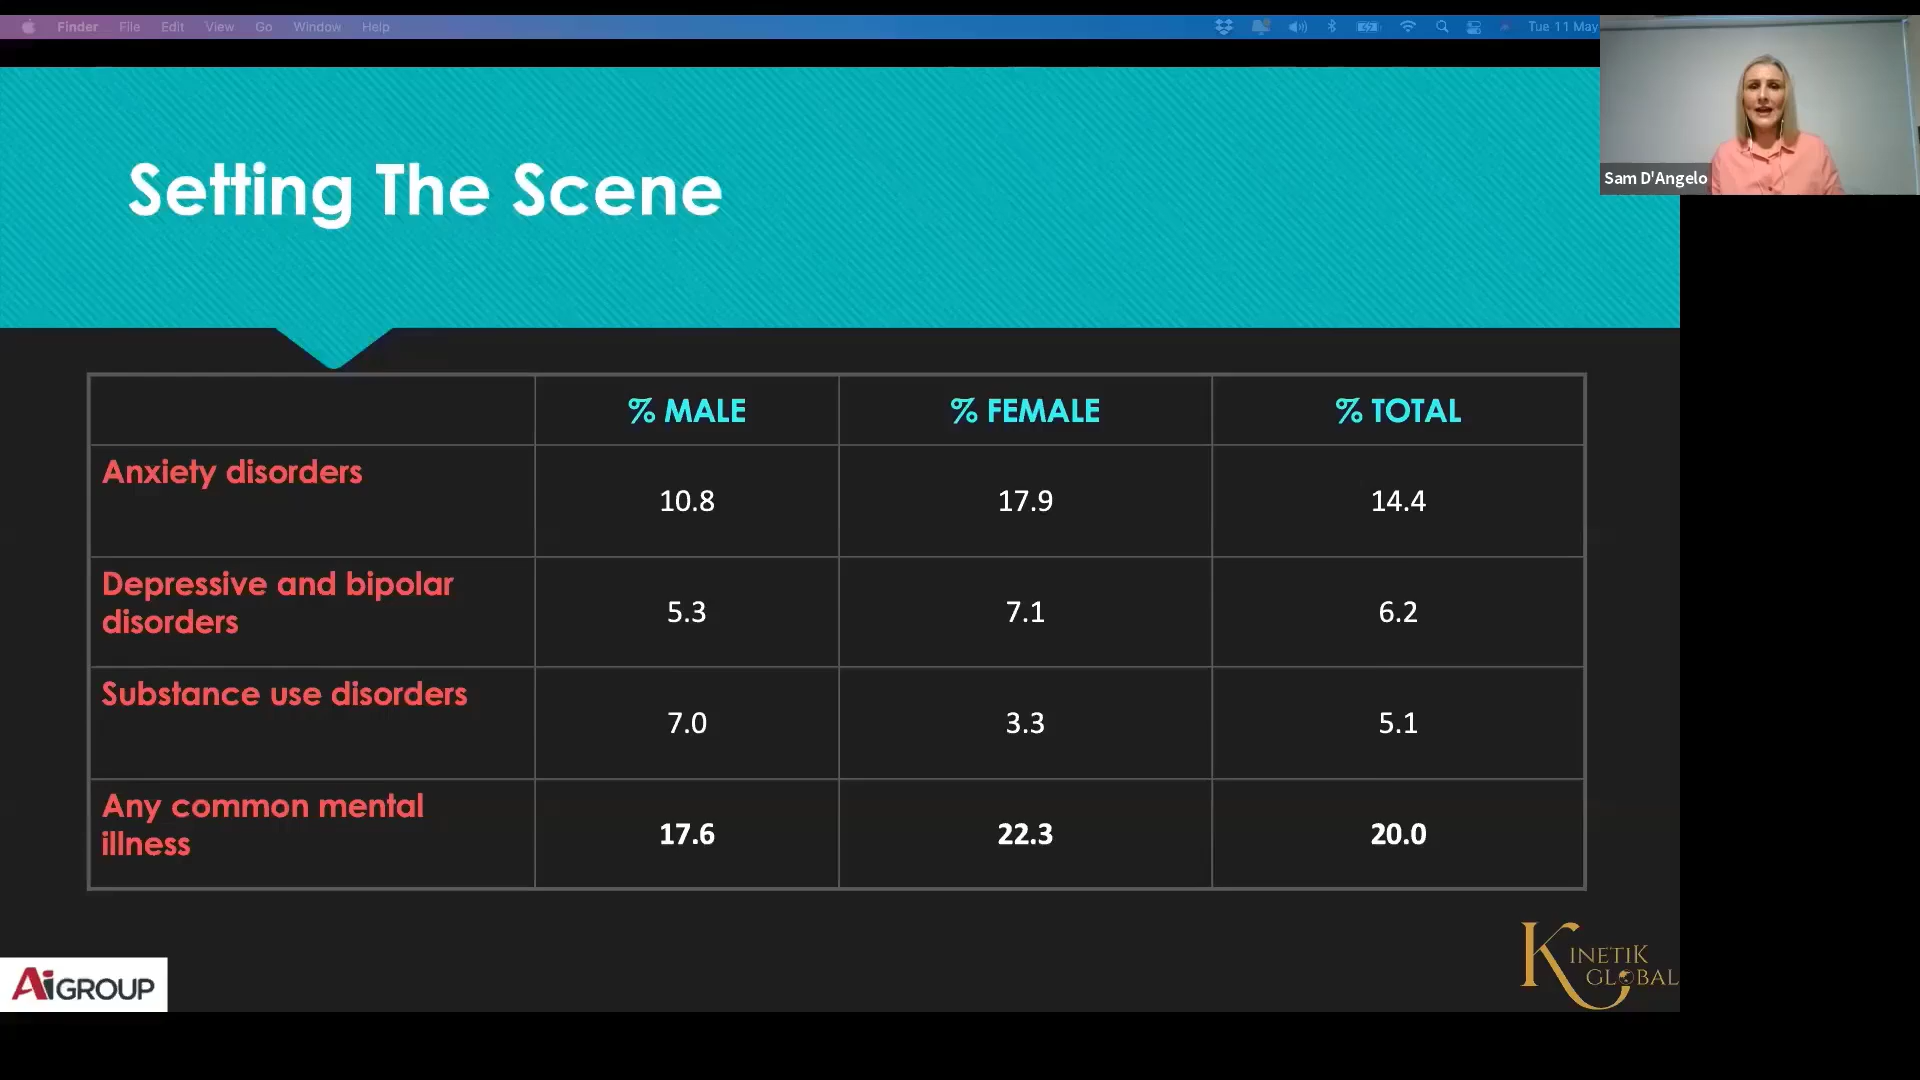 Finder File Edit View Go Window Help Tue 11 May
Sam D'Angelo
Setting The Scene
% MALE % FEMALE % TOTAL
Anxiety disorders 10.8 17.9 14.4
Depressive and bipolar
disorders 5.3 7.1 6.2
Substance use disorders 7.0 3.3 5.1
Any common mental
illness 17.6 22.3 20.0
Ai GROUP
KINETIK
GLOBAL